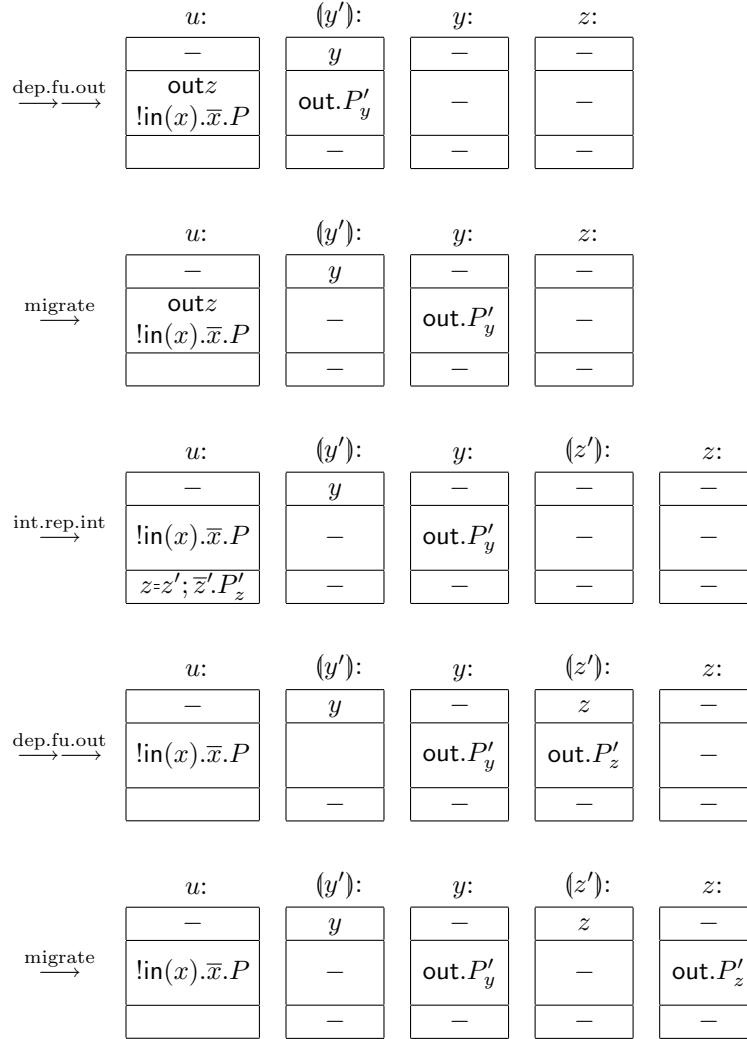 u: ⦇y′⦈: y: z:
– y – –
dep.fu.out →→ outz !in(x).x̅.P out.P′y – –
– – –
u: ⦇y′⦈: y: z:
– y – –
migrate → outz !in(x).x̅.P – out.P′y –
– – –
u: ⦇y′⦈: y: ⦇z′⦈: z:
– y – – –
int.rep.int → !in(x).x̅.P – out.P′y – –
z=z′; z̅′.P′z – – – –
u: ⦇y′⦈: y: ⦇z′⦈: z:
– y – z –
dep.fu.out →→ !in(x).x̅.P out.P′y out.P′z –
– – – –
u: ⦇y′⦈: y: ⦇z′⦈: z:
– y – z –
migrate → !in(x).x̅.P – out.P′y – out.P′z
– – – –